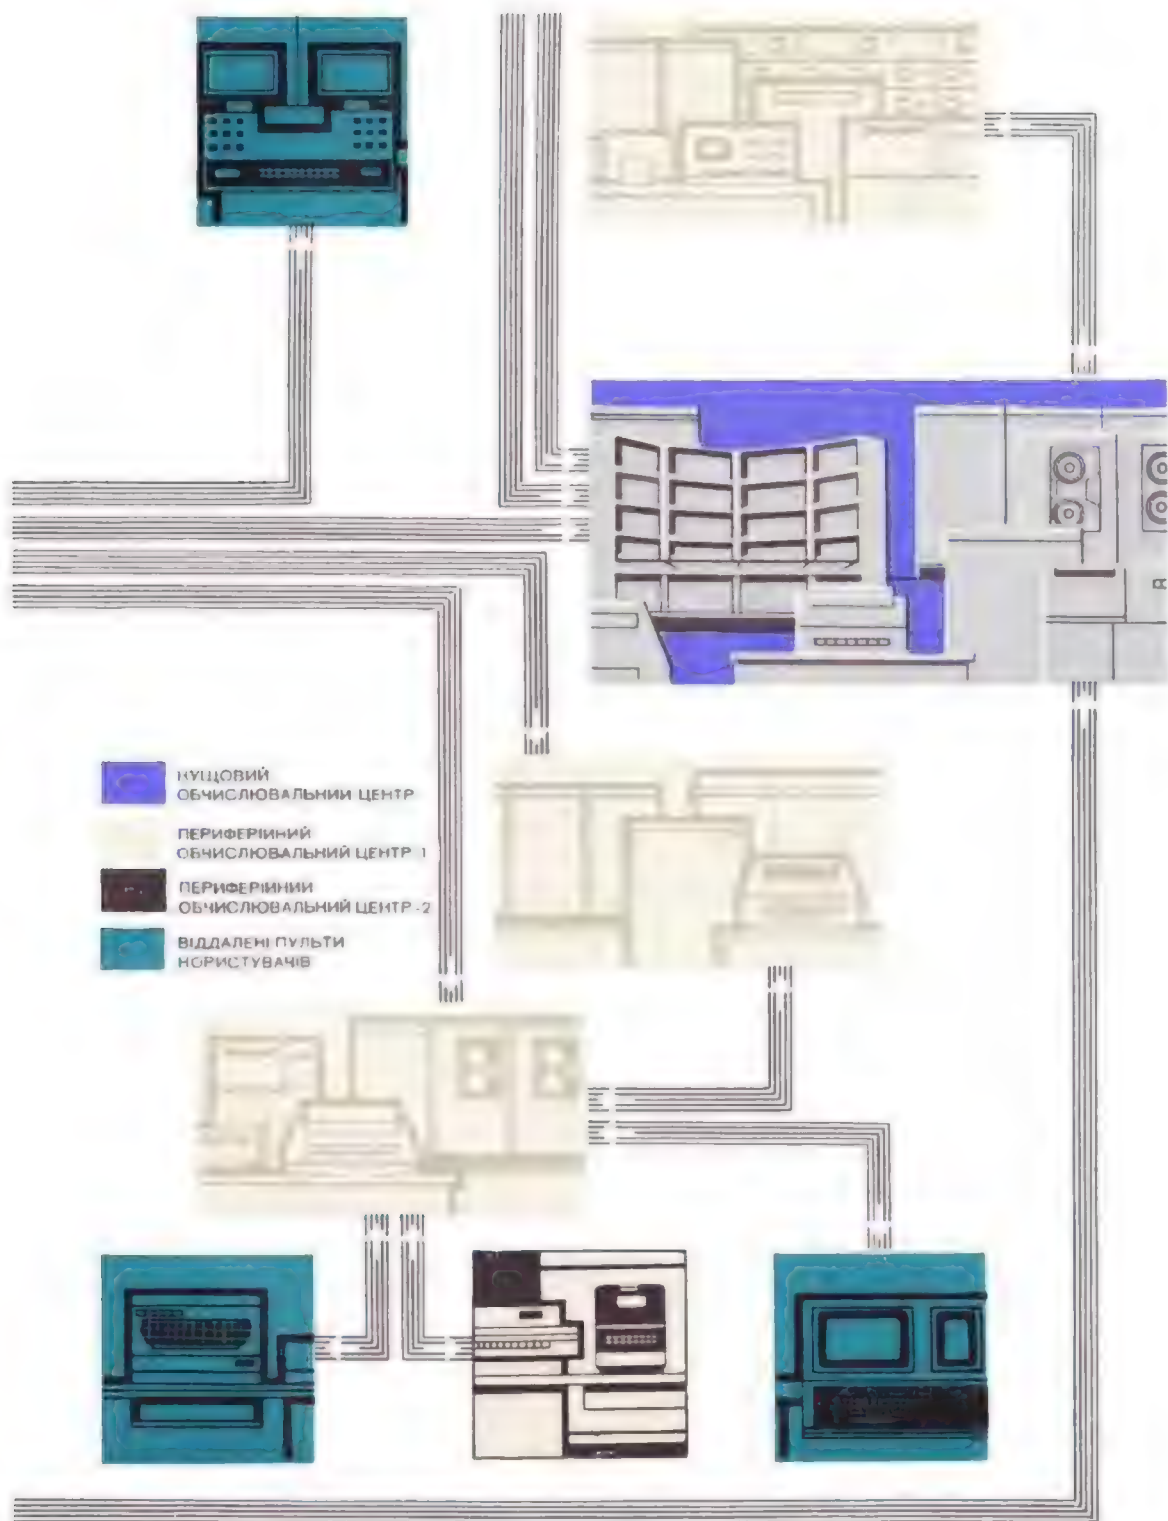 КУЩОВИЙ
ОБЧИСЛЮВАЛЬНИЙ ЦЕНТР
ПЕРИФЕРІЙНИЙ
ОБЧИСЛЮВАЛЬНИЙ ЦЕНТР-1
ПЕРИФЕРІЙНИЙ
ОБЧИСЛЮВАЛЬНИЙ ЦЕНТР-2
ВІДДАЛЕНІ ПУЛЬТИ
КОРИСТУВАЧІВ